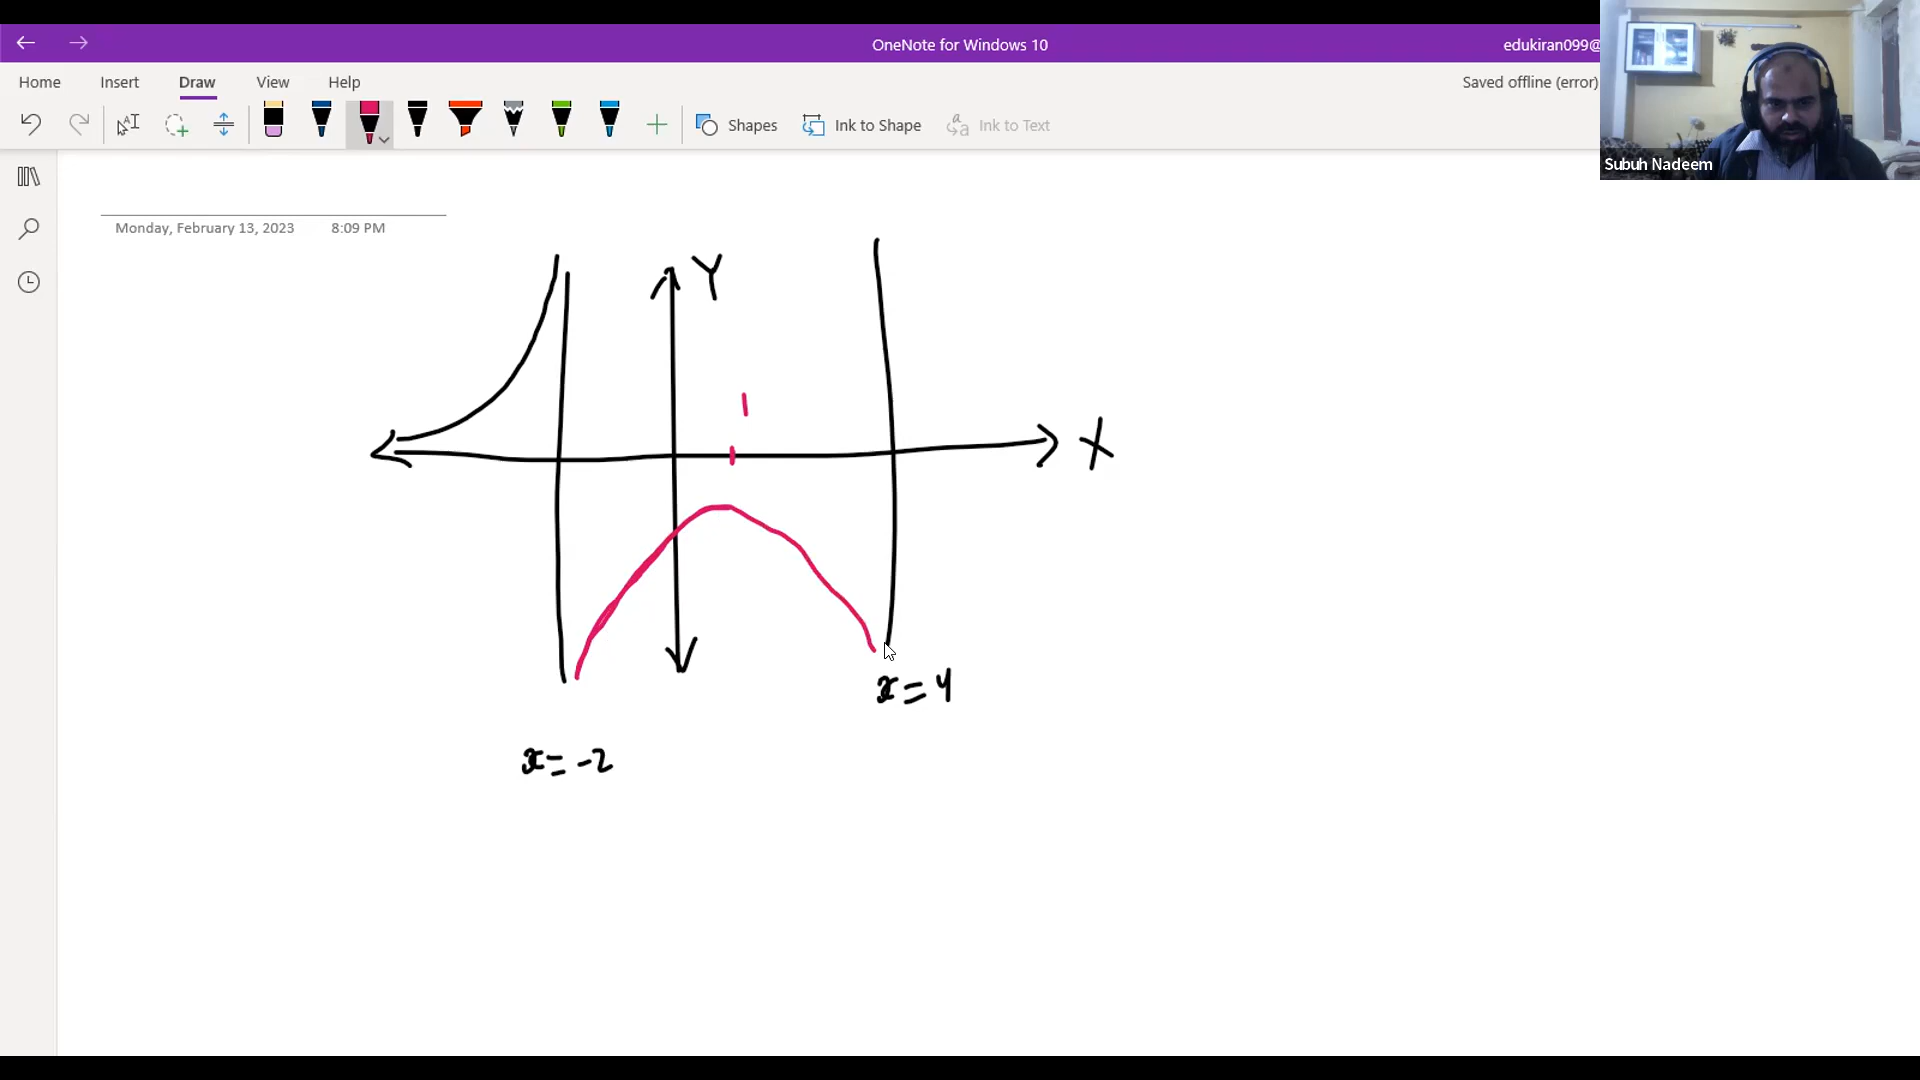 OneNote for Windows 10
edukiran099@
Home Insert Draw View Help
Saved offline (error)
Shapes Ink to Shape Ink to Text
Subuh Nadeem
Monday, February 13, 2023 8:09 PM
Y
1
X
x = 4
x = -2